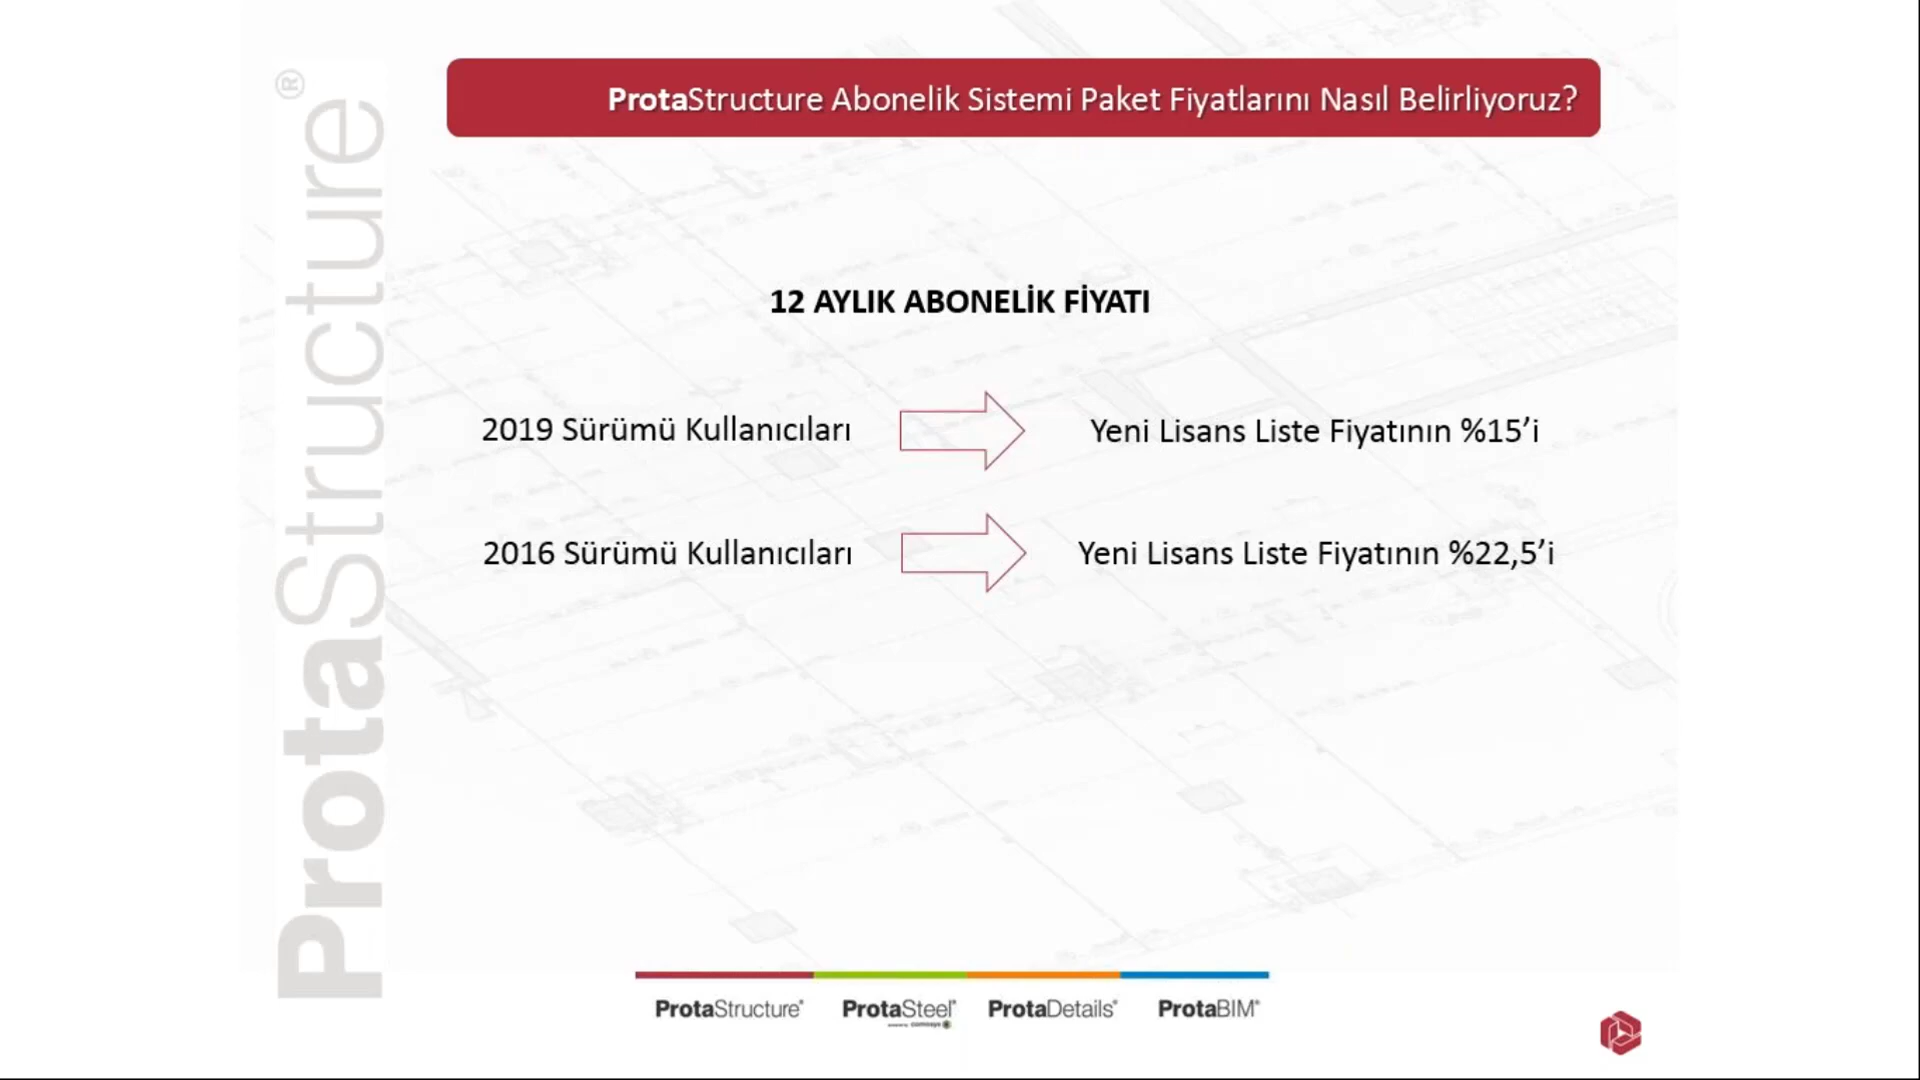 ProtaStructure®
ProtaStructure Abonelik Sistemi Paket Fiyatlarını Nasıl Belirliyoruz?
12 AYLIK ABONELİK FİYATI
2019 Sürümü Kullanıcıları
Yeni Lisans Liste Fiyatının %15’i
2016 Sürümü Kullanıcıları
Yeni Lisans Liste Fiyatının %22,5’i
ProtaStructure® ProtaSteel® ProtaDetails® ProtaBIM®